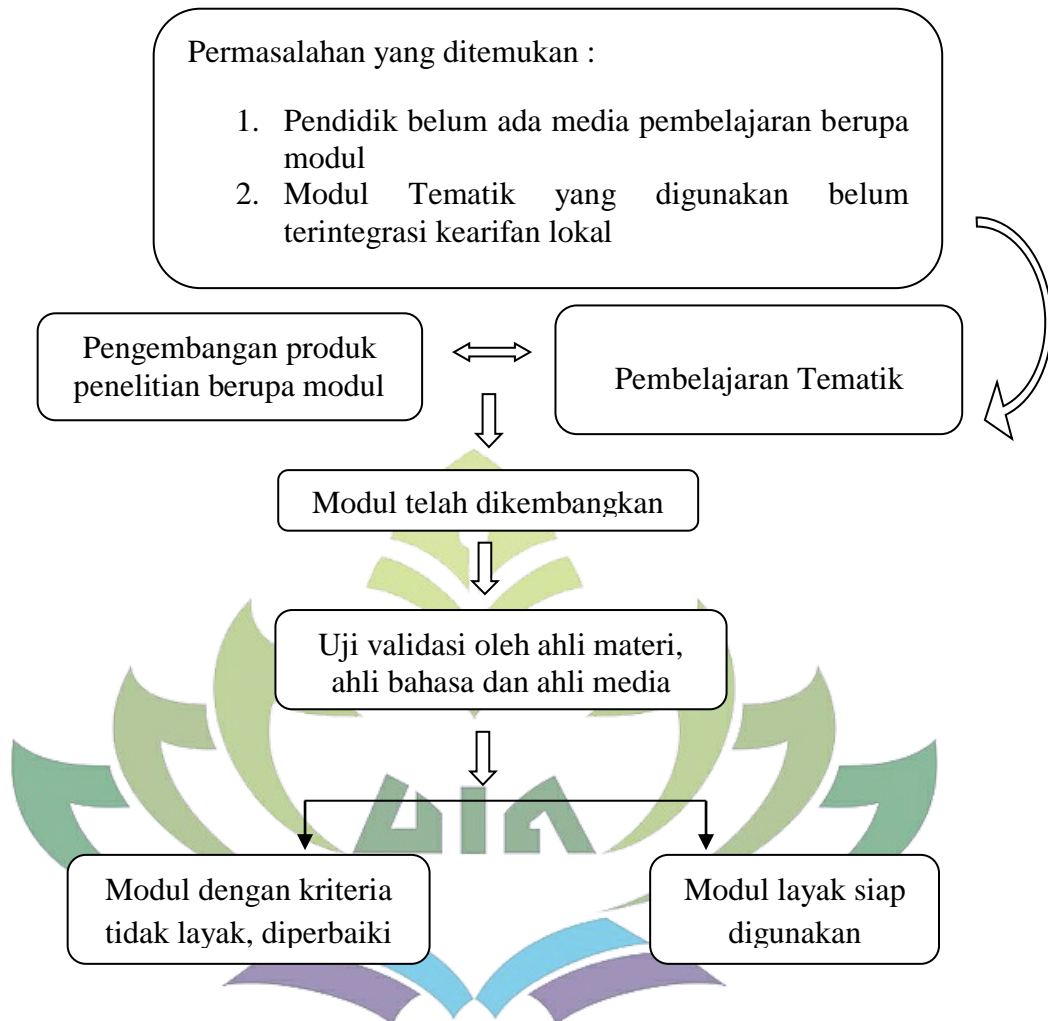 Permasalahan yang ditemukan :
1. Pendidik belum ada media pembelajaran berupa
modul
2. Modul Tematik yang digunakan belum
terintegrasi kearifan lokal
Pengembangan produk
penelitian berupa modul
Pembelajaran Tematik
Modul telah dikembangkan
Uji validasi oleh ahli materi,
ahli bahasa dan ahli media
Modul dengan kriteria
tidak layak, diperbaiki
Modul layak siap
digunakan